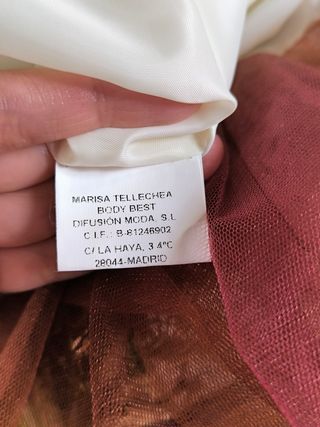 MARISA TELLECHEA
BODY BEST
DIFUSIÓN MODA, S.L
C.I.F.: B-81246902
C/ LA HAYA, 3 4ºC
28044-MADRID